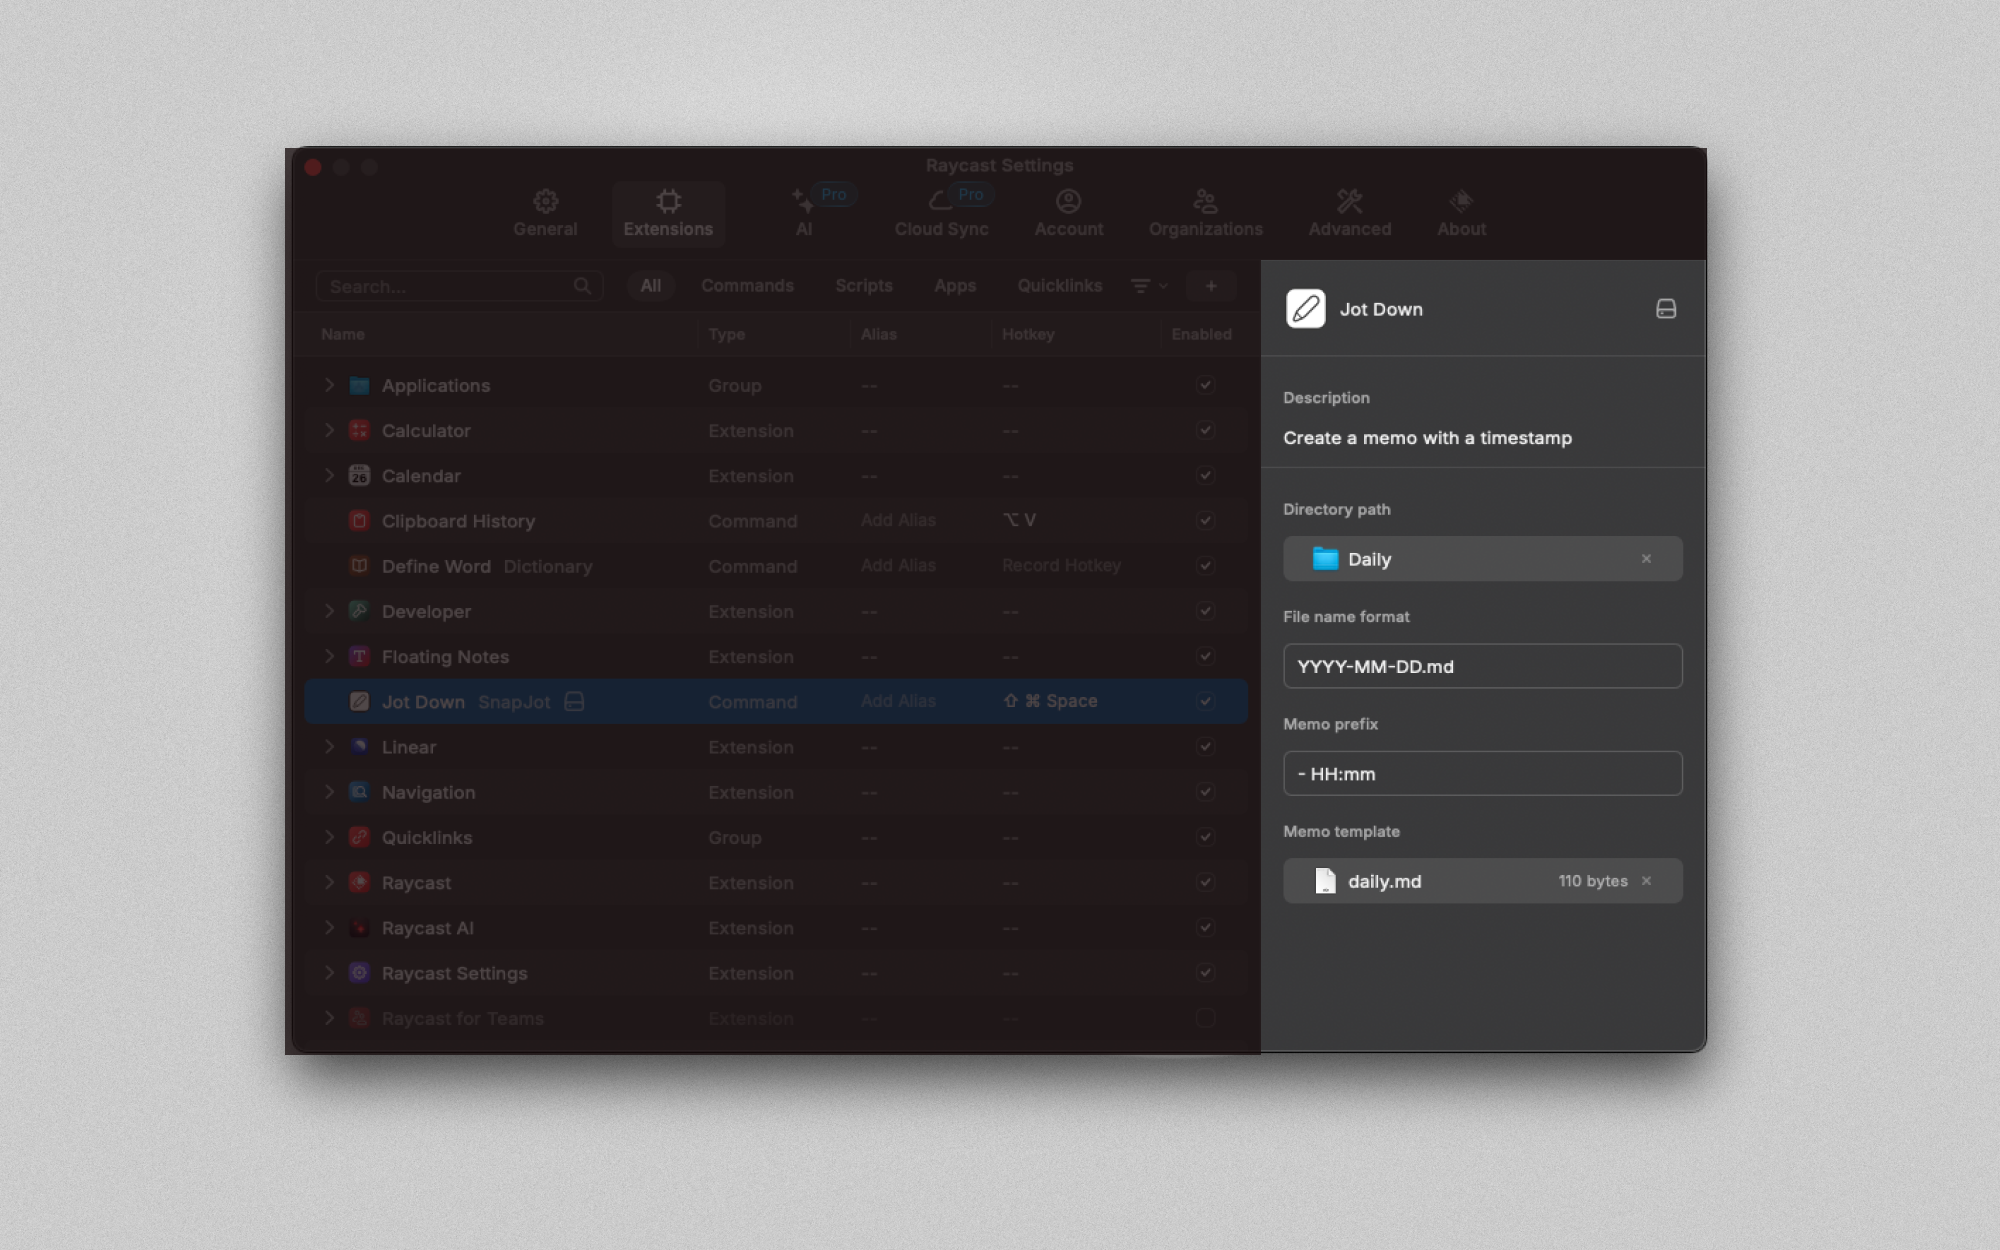 Raycast Settings
General
Extensions
AI Pro
Cloud Sync Pro
Account
Organizations
Advanced
About
Search...
All Commands Scripts Apps Quicklinks +
Name Type Alias Hotkey Enabled
Applications Group -- --
Calculator Extension -- --
26
Calendar Extension -- --
Clipboard History Command Add Alias ⌥ V
Define Word Dictionary Command Add Alias Record Hotkey
Developer Extension -- --
Floating Notes Extension -- --
Jot Down SnapJot Command Add Alias ⇧ ⌘ Space
Linear Extension -- --
Navigation Extension -- --
Quicklinks Group -- --
Raycast Extension -- --
Raycast AI Extension -- --
Raycast Settings Extension -- --
Raycast for Teams Extension -- --
Jot Down
Description
Create a memo with a timestamp
Directory path
Daily
File name format
YYYY-MM-DD.md
Memo prefix
- HH:mm
Memo template
daily.md 110 bytes